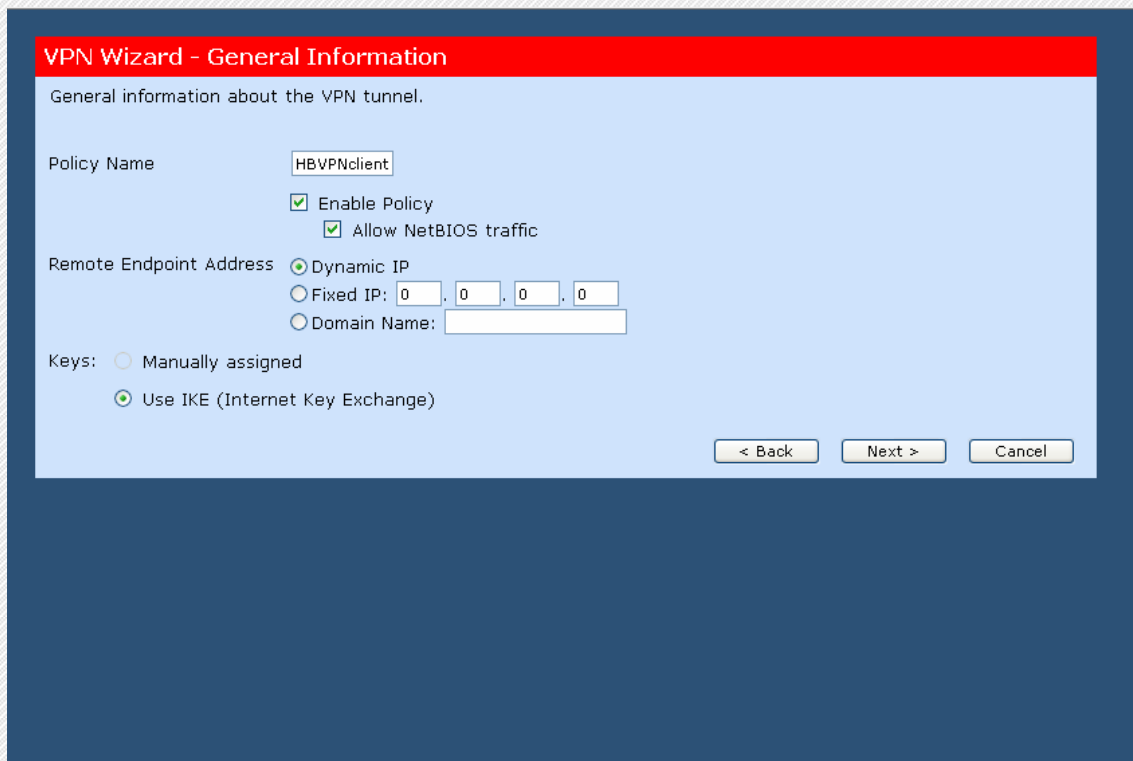 VPN Wizard - General Information
General information about the VPN tunnel.
Policy Name HBVPNclient
Enable Policy
Allow NetBIOS traffic
Remote Endpoint Address Dynamic IP
Fixed IP: 0 . 0 . 0 . 0
Domain Name:
Keys: Manually assigned
Use IKE (Internet Key Exchange)
< Back Next > Cancel